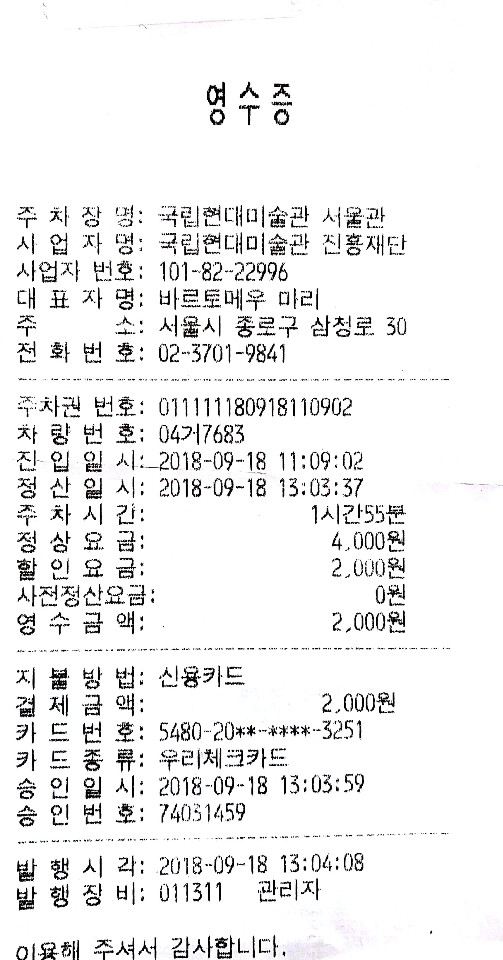 영수증
주 차 장 명: 국립현대미술관 서울관
사 업 자 명: 국립현대미술관 진흥재단
사업자 번호: 101-82-22996
대 표 자 명: 바르토메우 마리
주 소: 서울시 종로구 삼청로 30
전 화 번 호: 02-3701-9841
주차권 번호: 011111180918110902
차 량 번 호: 04거7683
진 입 일 시: 2018-09-18 11:09:02
정 산 일 시: 2018-09-18 13:03:37
주 차 시 간: 1시간55분
정 상 요 금: 4,000원
할 인 요 금: 2,000원
사전정산요금: 0원
영 수 금 액: 2,000원
지 불 방 법: 신용카드
결 제 금 액: 2,000원
카 드 번 호: 5480-20**-****-3251
카 드 종 류: 우리체크카드
승 인 일 시: 2018-09-18 13:03:59
승 인 번 호: 74031459
발 행 시 각: 2018-09-18 13:04:08
발 행 장 비: 011311 관리자
이용해 주셔서 감사합니다.